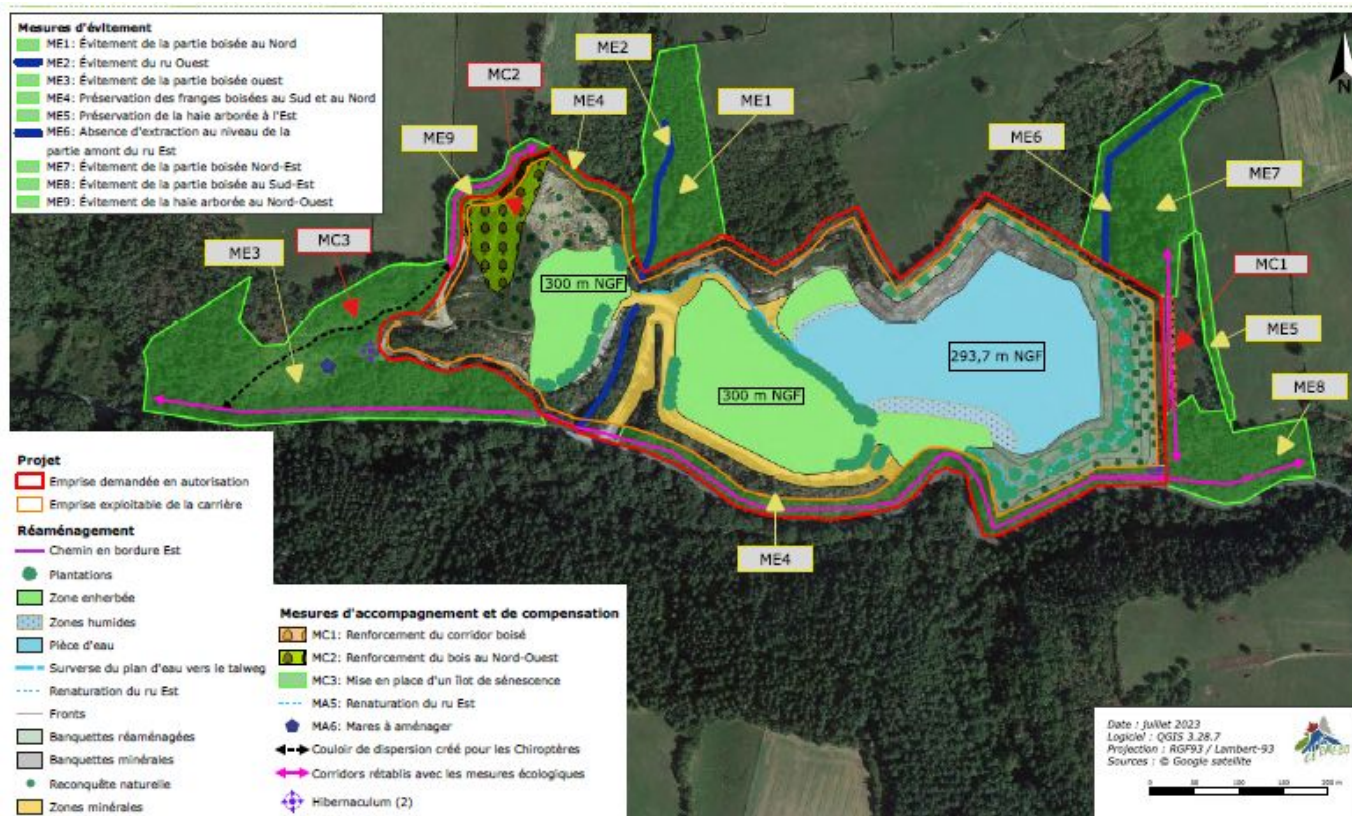 Mesures d'évitement
ME1: Évitement de la partie boisée au Nord
ME2: Évitement du ru Ouest
ME3: Évitement de la partie boisée ouest
ME4: Préservation des franges boisées au Sud et au Nord
ME5: Préservation de la haie arborée à l'Est
ME6: Absence d'extraction au niveau de la
partie amont du ru Est
ME7: Évitement de la partie boisée Nord-Est
ME8: Évitement de la partie boisée au Sud-Est
ME9: Évitement de la haie arborée au Nord-Ouest
ME2
MC2
ME4
ME1
ME9
ME6
ME7
N
MC3
ME3
MC1
300 m NGF
ME5
293,7 m NGF
300 m NGF
ME8
ME4
Projet
Emprise demandée en autorisation
Emprise exploitable de la carrière
Réaménagement
Chemin en bordure Est
Plantations
Zone enherbée
Zones humides
Pièce d'eau
Surverse du plan d'eau vers le talweg
Renaturation du ru Est
Fronts
Banquettes réaménagées
Banquettes minérales
Reconquête naturelle
Zones minérales
Mesures d'accompagnement et de compensation
MC1: Renforcement du corridor boisé
MC2: Renforcement du bois au Nord-Ouest
MC3: Mise en place d'un îlot de sénescence
MA5: Renaturation du ru Est
MA6: Mares à aménager
Couloir de dispersion créé pour les Chiroptères
Corridors rétablis avec les mesures écologiques
Hibernaculum (2)
Date : Juillet 2023
Logiciel : QGIS 3.28.7
Projection : RGF93 / Lambert-93
Sources : © Google satellite
0 50 100 150 200 m